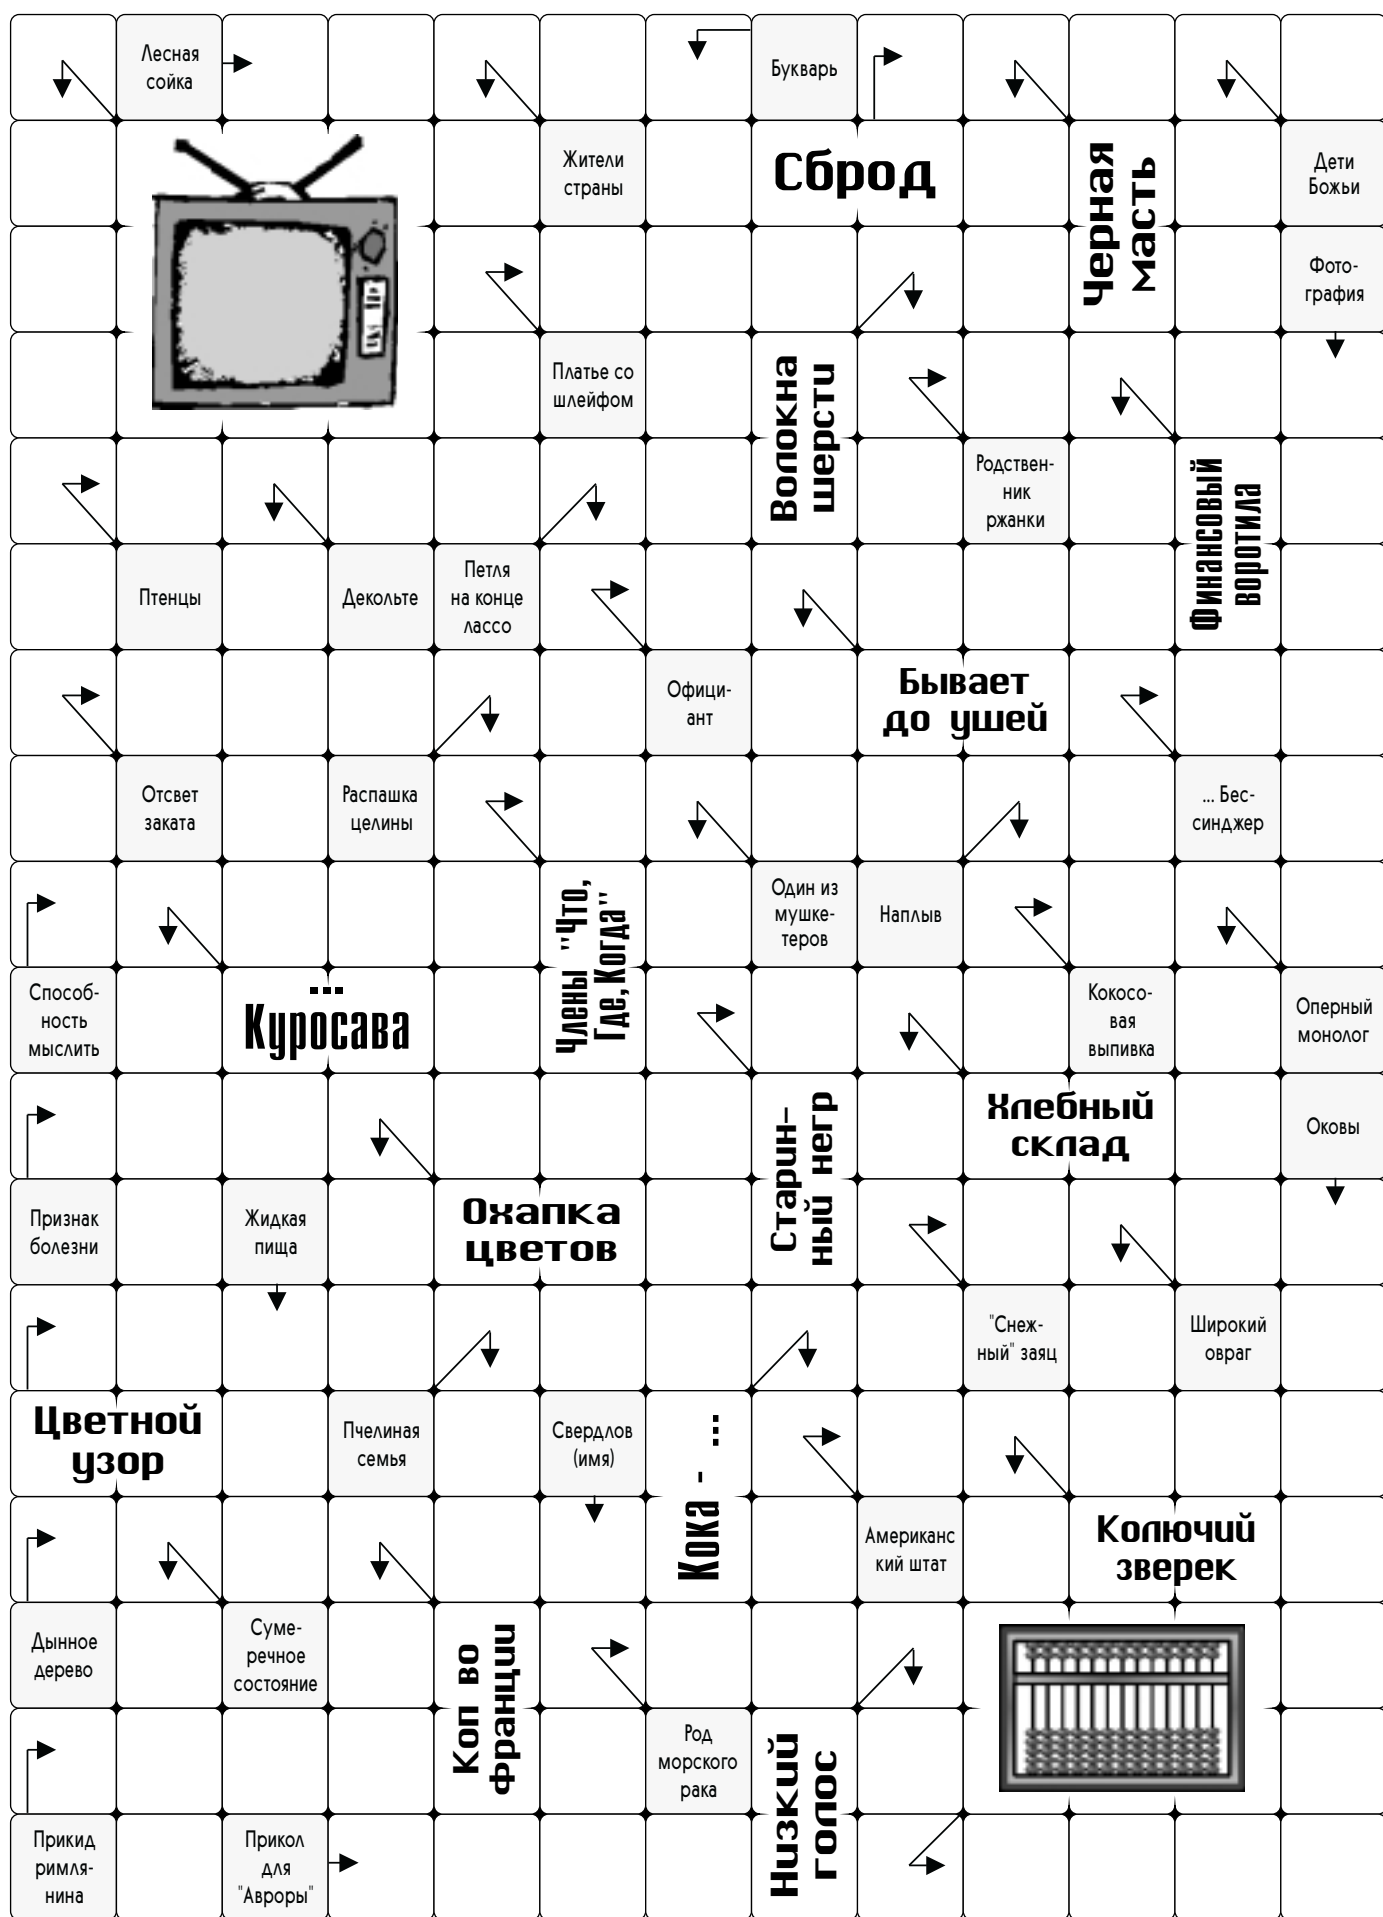 Лесная
сойка
Букварь
Жители
страны
Сброд
Черная
масть
Дети
Божьи
Фото-
графия
Платье со
шлейфом
Волокна
шерсти
Родствен-
ник
ржанки
Финансовый
воротила
Птенцы
Декольте
Петля
на конце
лассо
Офици-
ант
Бывает
до ушей
Отсвет
заката
Распашка
целины
... Бес-
синджер
Члены "Что,
Где,Когда"
Один из
мушке-
теров
Наплыв
Способ-
ность
мыслить
...
Куросава
Кокосо-
вая
выпивка
Оперный
монолог
Старин-
ный негр
Хлебный
склад
Оковы
Признак
болезни
Жидкая
пища
Охапка
цветов
"Снеж-
ный" заяц
Широкий
овраг
Цветной
узор
Пчелиная
семья
Свердлов
(имя)
Кока - ...
Американс
кий штат
Колючий
зверек
Дынное
дерево
Суме-
речное
состояние
Коп во
Франции
Род
морского
рака
Низкий
голос
Прикид
римля-
нина
Прикол
для
"Авроры"